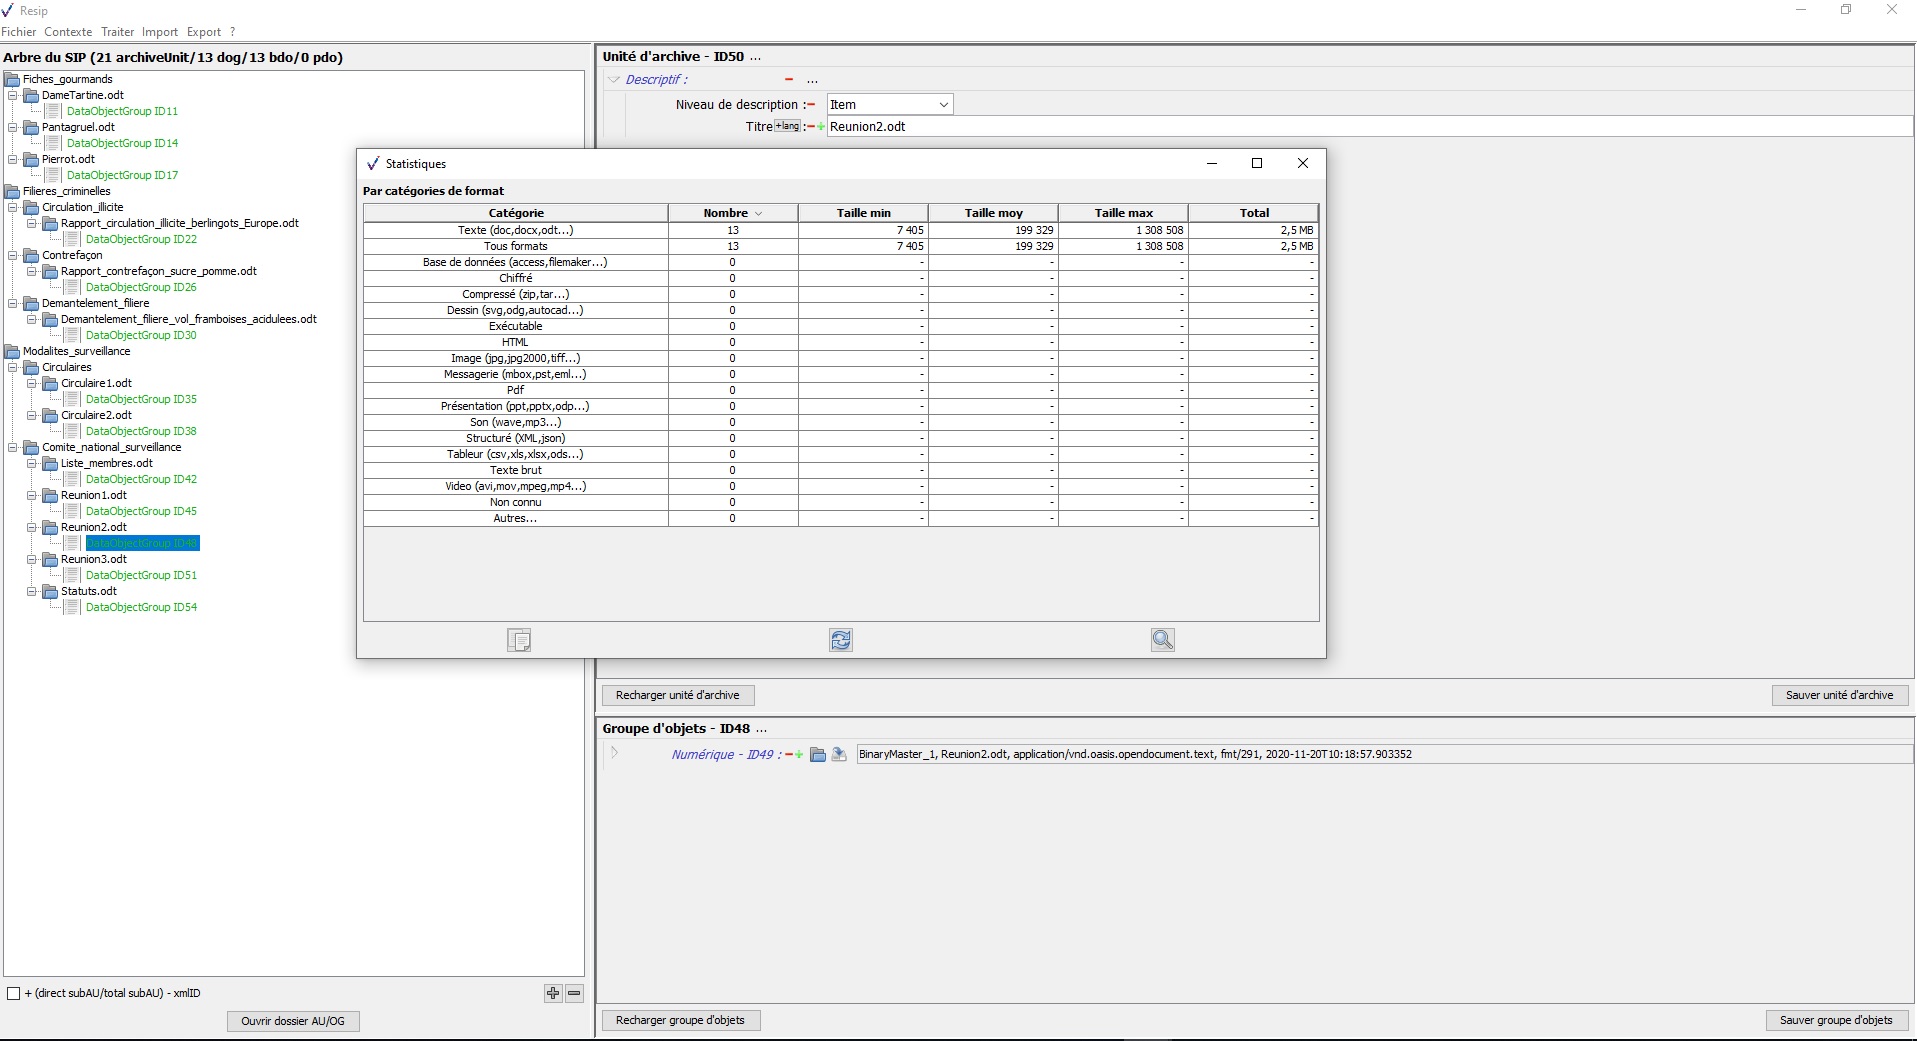 Resip
Fichier Contexte Traiter Import Export ?
Arbre du SIP (21 archiveUnit/13 dog/13 bdo/0 pdo)
Fiches_gourmands
DameTartine.odt
DataObjectGroup ID11
Pantagruel.odt
DataObjectGroup ID14
Pierrot.odt
DataObjectGroup ID17
Filieres_criminelles
Circulation_illicite
Rapport_circulation_illicite_berlingots_Europe.odt
DataObjectGroup ID22
Contrefaçon
Rapport_contrefaçon_sucre_pomme.odt
DataObjectGroup ID26
Demantelement_filiere
Demantelement_filiere_vol_framboises_acidulees.odt
DataObjectGroup ID30
Modalites_surveillance
Circulaires
Circulaire1.odt
DataObjectGroup ID35
Circulaire2.odt
DataObjectGroup ID38
Comite_national_surveillance
Liste_membres.odt
DataObjectGroup ID42
Reunion1.odt
DataObjectGroup ID45
Reunion2.odt
DataObjectGroup ID48
Reunion3.odt
DataObjectGroup ID51
Statuts.odt
DataObjectGroup ID54
+ (direct subAU/total subAU) - xmlID
Ouvrir dossier AU/OG
Unité d'archive - ID50 ...
Descriptif : ...
Niveau de description : Item
Titre +lang : Reunion2.odt
Statistiques
Par catégories de format
Catégorie Nombre Taille min Taille moy Taille max Total
Texte (doc,docx,odt...) 13 7 405 199 329 1 308 508 2,5 MB
Tous formats 13 7 405 199 329 1 308 508 2,5 MB
Base de données (access,filemaker...) 0 - - - -
Chiffré 0 - - - -
Compressé (zip,tar...) 0 - - - -
Dessin (svg,odg,autocad...) 0 - - - -
Exécutable 0 - - - -
HTML 0 - - - -
Image (jpg,jpg2000,tiff...) 0 - - - -
Messagerie (mbox,pst,eml...) 0 - - - -
Pdf 0 - - - -
Présentation (ppt,pptx,odp...) 0 - - - -
Son (wave,mp3...) 0 - - - -
Structuré (XML,json) 0 - - - -
Tableur (csv,xls,xlsx,ods...) 0 - - - -
Texte brut 0 - - - -
Video (avi,mov,mpeg,mp4...) 0 - - - -
Non connu 0 - - - -
Autres... 0 - - - -
Recharger unité d'archive Sauver unité d'archive
Groupe d'objets - ID48 ...
Numérique - ID49 : BinaryMaster_1, Reunion2.odt, application/vnd.oasis.opendocument.text, fmt/291, 2020-11-20T10:18:57.903352
Recharger groupe d'objets Sauver groupe d'objets